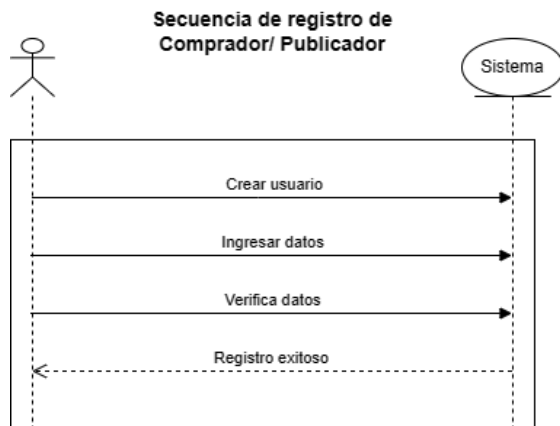 Secuencia de registro de
Comprador/ Publicador
Sistema
Crear usuario
Ingresar datos
Verifica datos
Registro exitoso